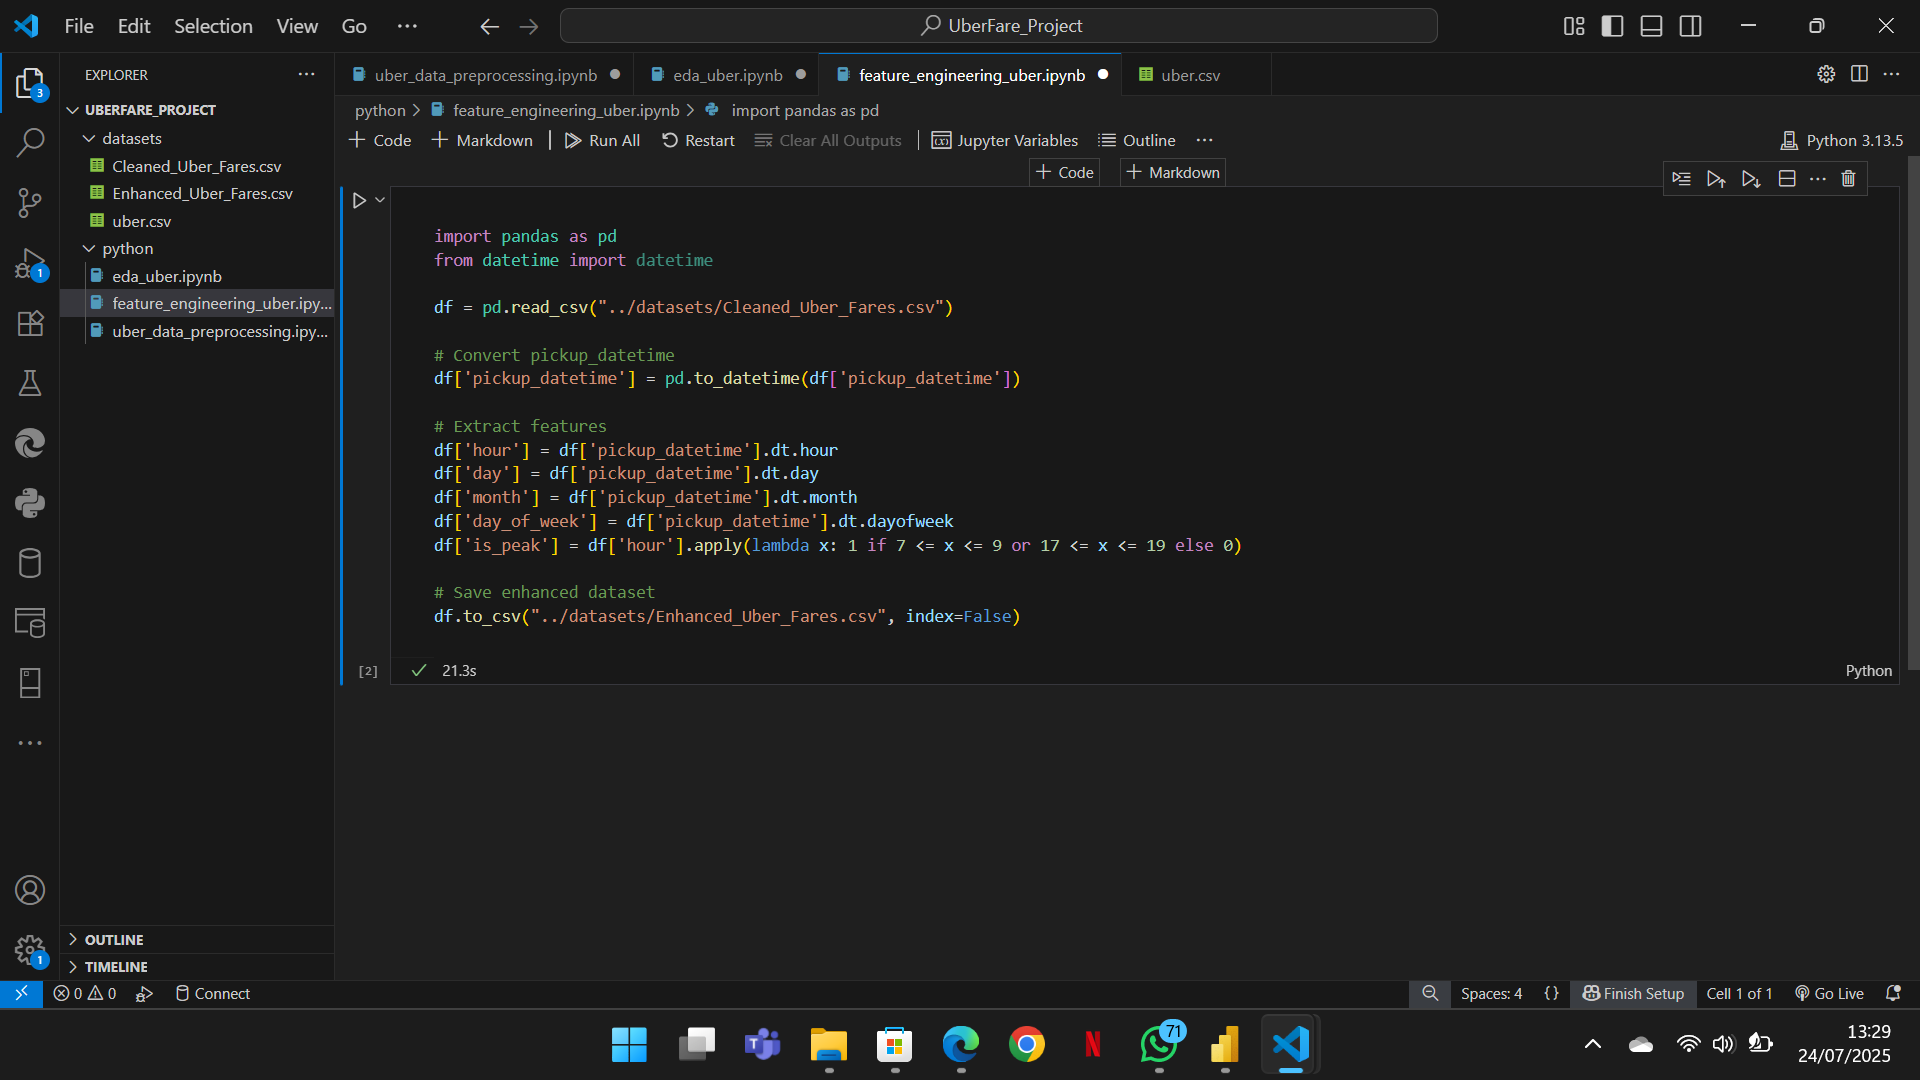 File Edit Selection View Go ···
UberFare_Project
EXPLORER
UBERFARE_PROJECT
datasets
Cleaned_Uber_Fares.csv
Enhanced_Uber_Fares.csv
uber.csv
python
eda_uber.ipynb
feature_engineering_uber.ipy...
uber_data_preprocessing.ipy...
OUTLINE
TIMELINE
3
1
1
uber_data_preprocessing.ipynb
eda_uber.ipynb
feature_engineering_uber.ipynb
uber.csv
python > feature_engineering_uber.ipynb > import pandas as pd
+ Code + Markdown | Run All Restart Clear All Outputs | Jupyter Variables Outline ···
Python 3.13.5
+ Code + Markdown
import pandas as pd
from datetime import datetime
df = pd.read_csv("../datasets/Cleaned_Uber_Fares.csv")
# Convert pickup_datetime
df['pickup_datetime'] = pd.to_datetime(df['pickup_datetime'])
# Extract features
df['hour'] = df['pickup_datetime'].dt.hour
df['day'] = df['pickup_datetime'].dt.day
df['month'] = df['pickup_datetime'].dt.month
df['day_of_week'] = df['pickup_datetime'].dt.dayofweek
df['is_peak'] = df['hour'].apply(lambda x: 1 if 7 <= x <= 9 or 17 <= x <= 19 else 0)
# Save enhanced dataset
df.to_csv("../datasets/Enhanced_Uber_Fares.csv", index=False)
[2] 21.3s
Python
0 0 Connect
Spaces: 4 {} Finish Setup Cell 1 of 1 Go Live
T
N
71
13:29
24/07/2025